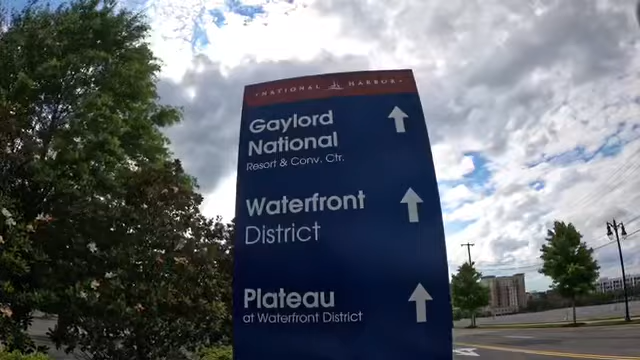 NATIONAL HARBOR
Gaylord
National
Resort & Conv. Ctr.
Waterfront
District
Plateau
at Waterfront District